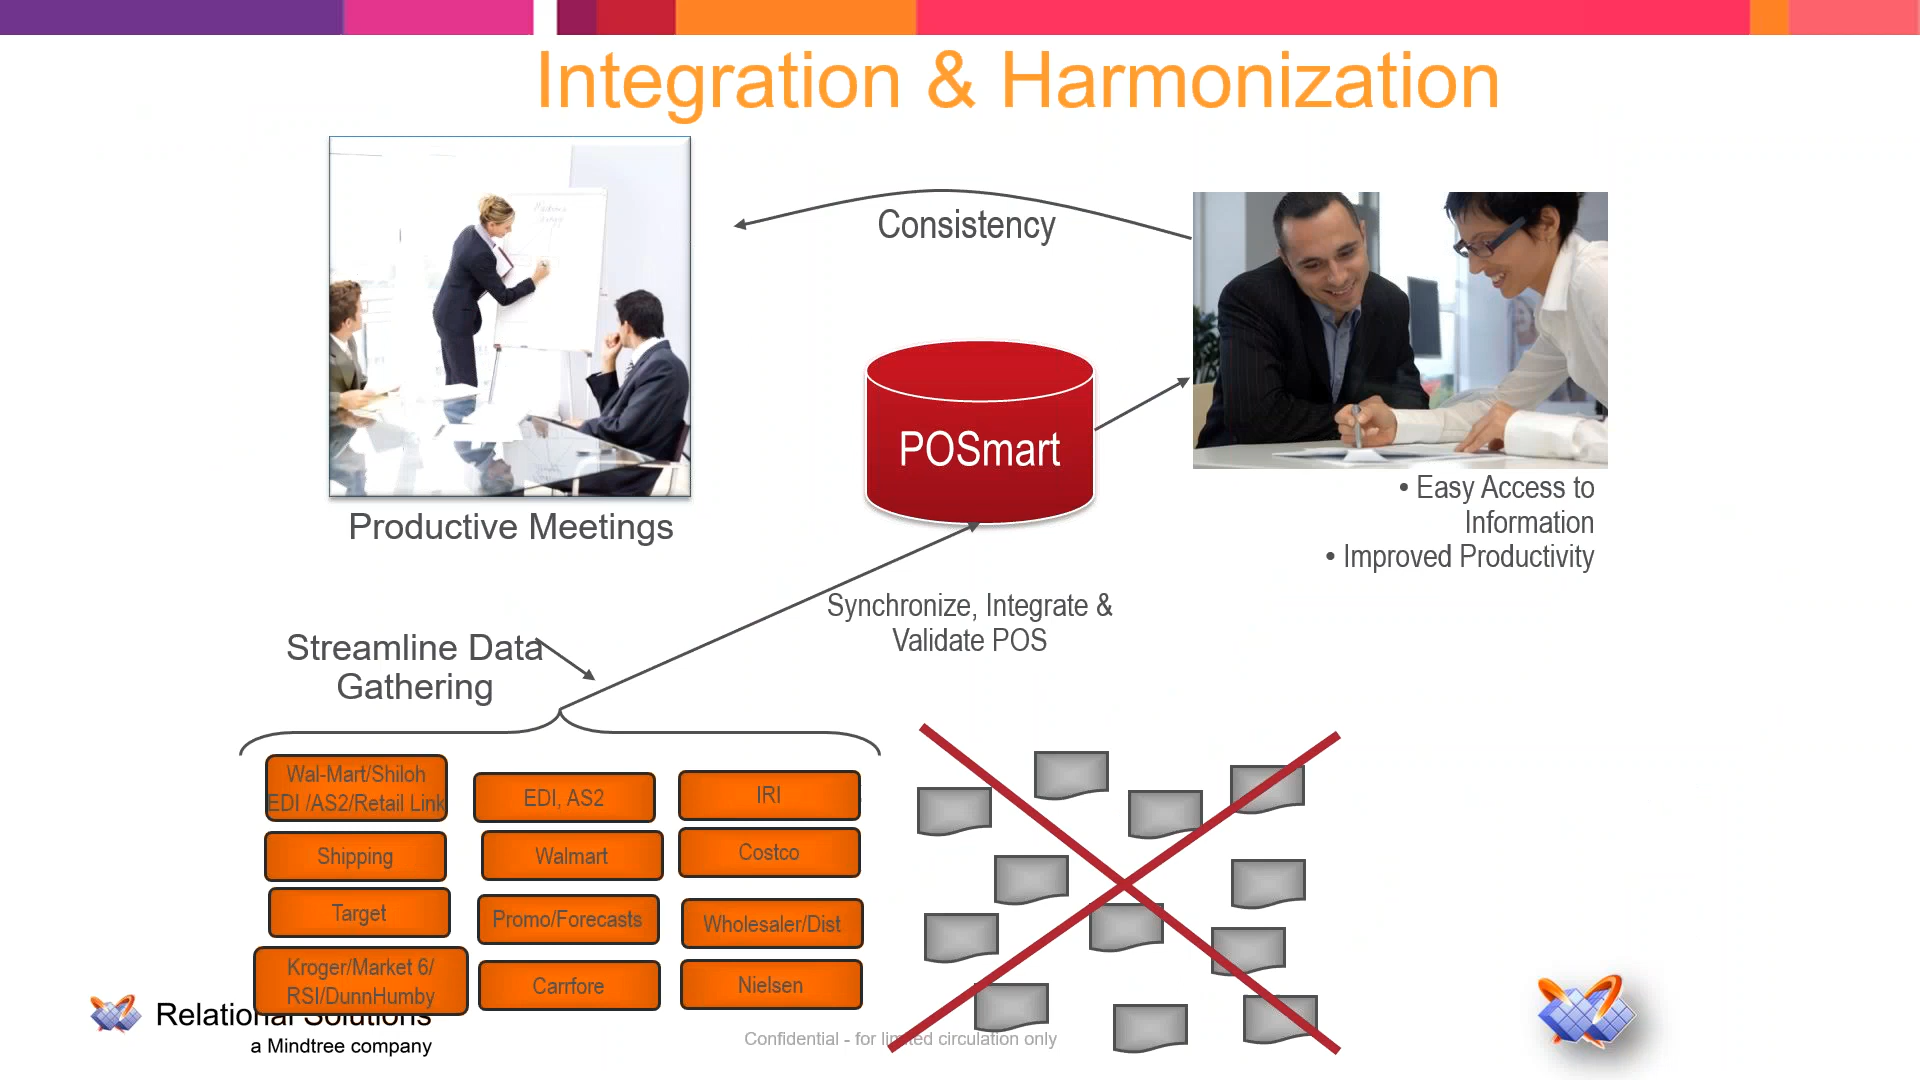 Integration & Harmonization
Consistency
POSmart
• Easy Access to
Information
• Improved Productivity
Productive Meetings
Synchronize, Integrate &
Validate POS
Streamline Data
Gathering
Wal-Mart/Shiloh
EDI /AS2/Retail Link
EDI, AS2
IRI
Shipping
Walmart
Costco
Target
Promo/Forecasts
Wholesaler/Dist
Kroger/Market 6/
RSI/DunnHumby
Carrfore
Nielsen
Relational Solutions
a Mindtree company
Confidential - for limited circulation only